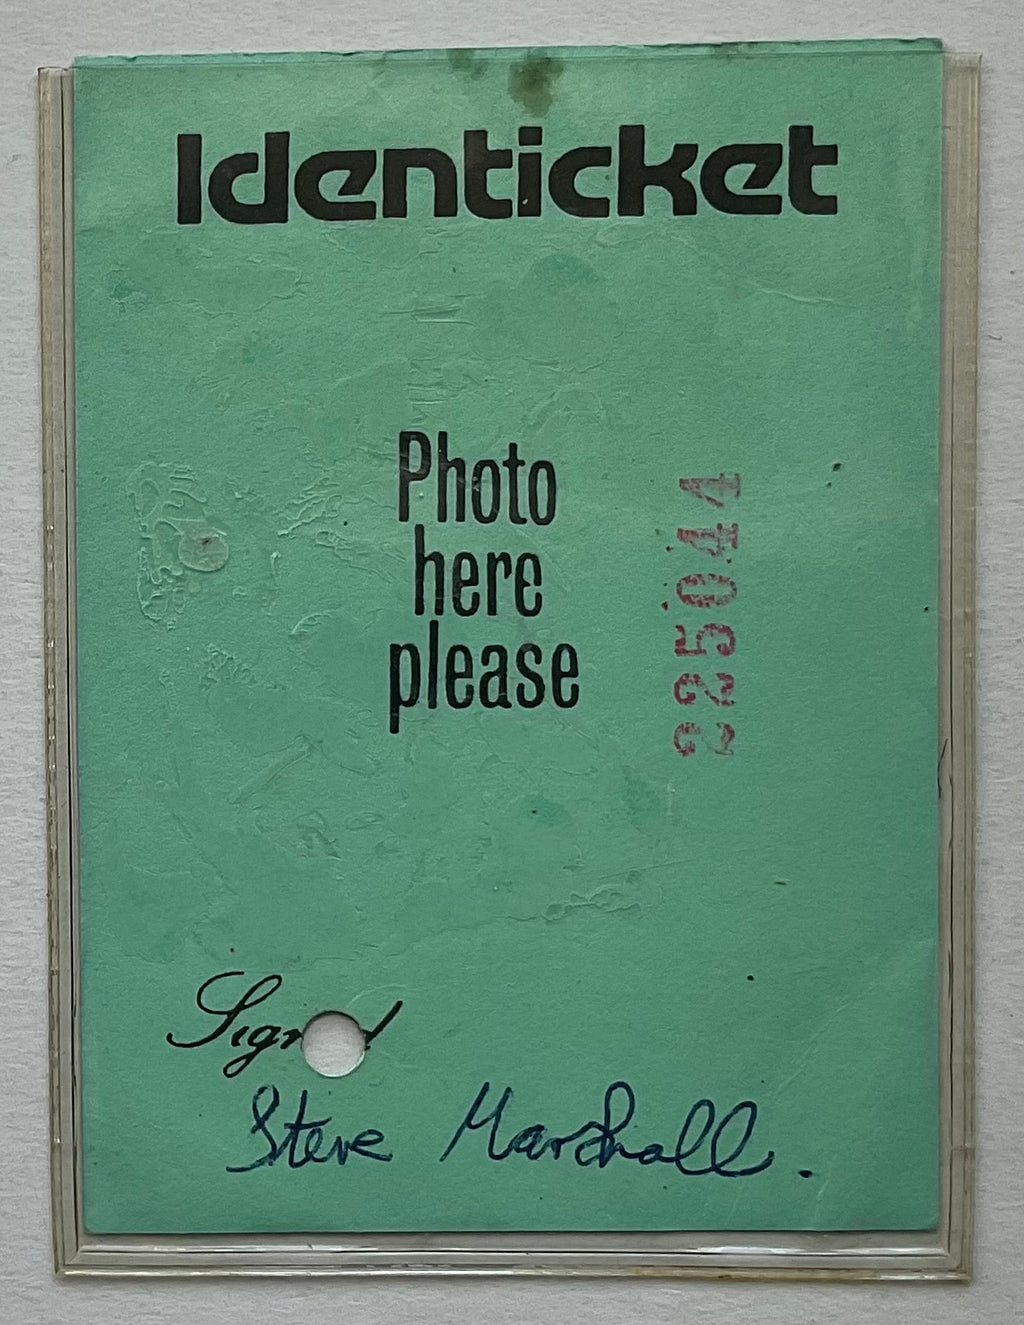 Identicket
Photo
here
please
225044
Signed
Steve Marshall.